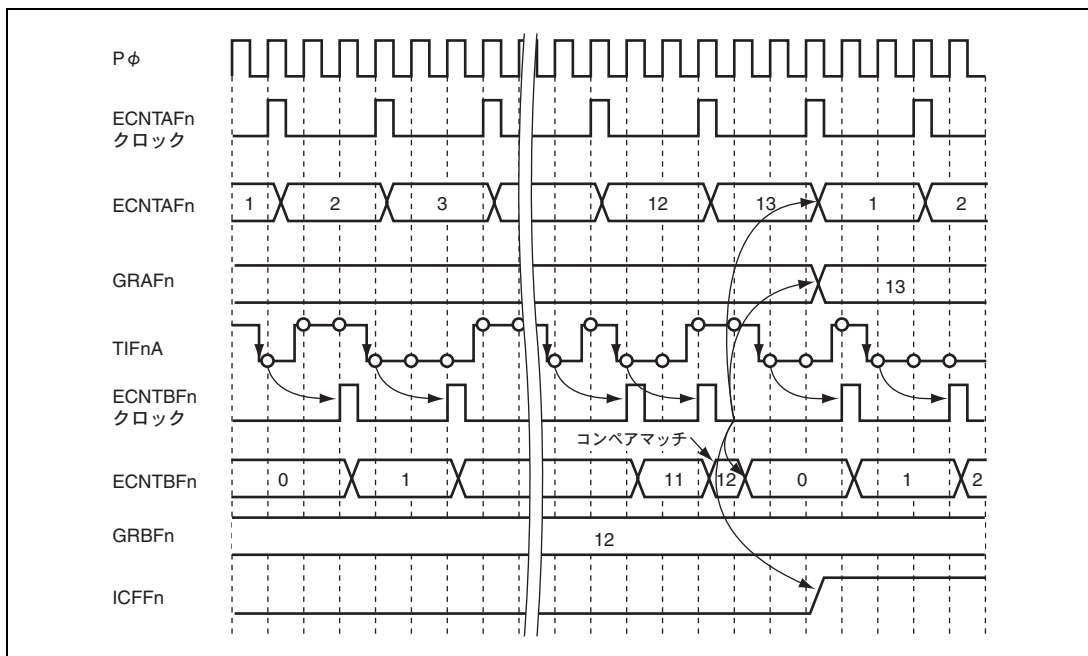 Pφ
ECNTAFn
クロック
ECNTAFn
1 2 3 12 13 1 2
GRAFn
13
TIFnA
ECNTBFn
クロック
コンペアマッチ
ECNTBFn
0 1 11 12 0 1 2
GRBFn
12
ICFFn